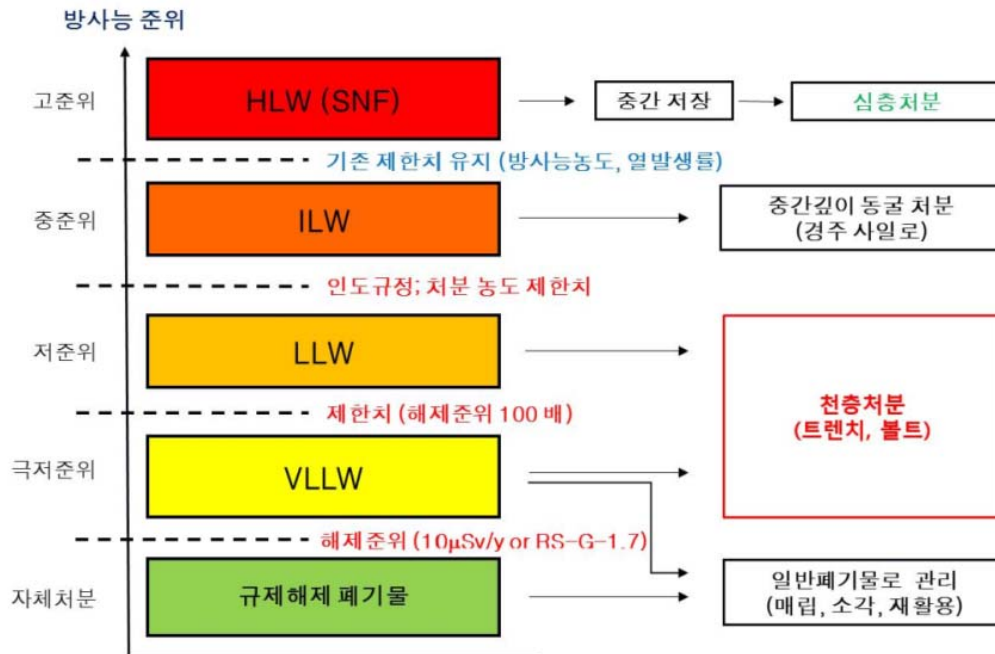 방사능 준위
고준위
HLW (SNF)
중간 저장
심층처분
기존 제한치 유지 (방사능농도, 열발생률)
중준위
ILW
중간깊이 동굴 처분
(경주 사일로)
인도규정; 처분 농도 제한치
저준위
LLW
천층처분
(트렌치, 볼트)
제한치 (해제준위 100 배)
극저준위
VLLW
해제준위 (10μSv/y or RS-G-1.7)
자체처분
규제해제 폐기물
일반폐기물로 관리
(매립, 소각, 재활용)